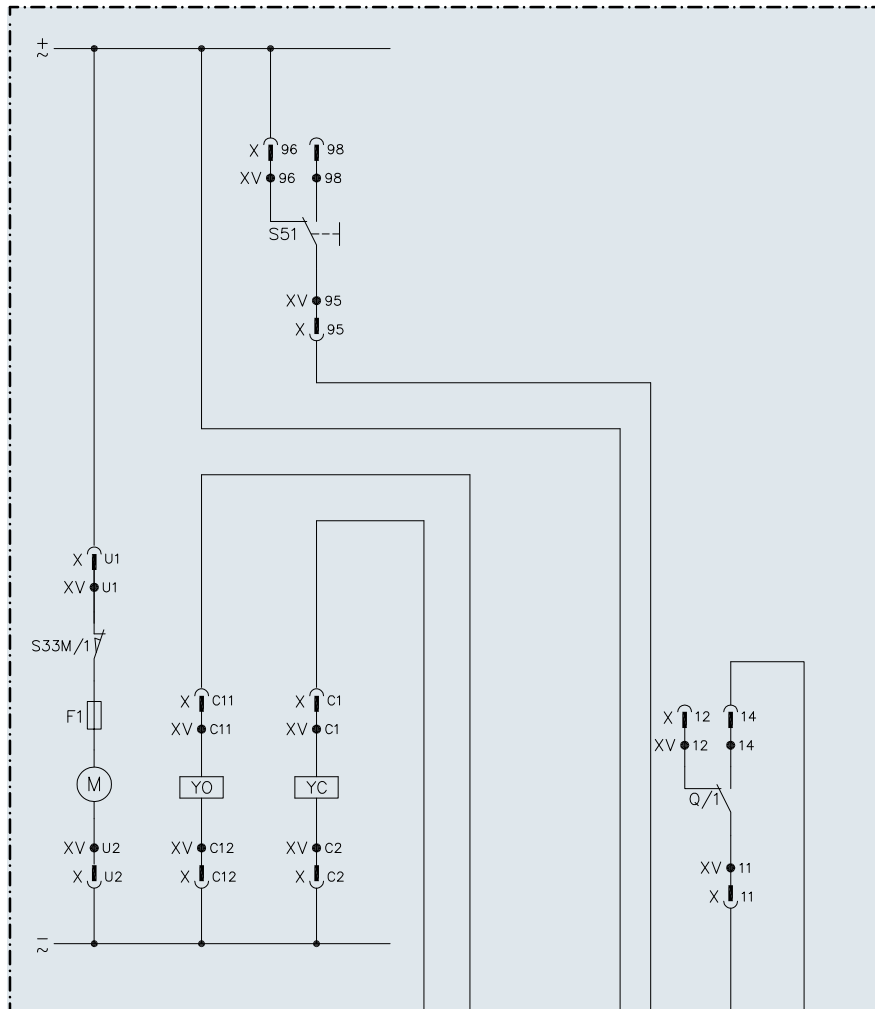 +
~
X 96 98
XV 96 98
S51
XV 95
X 95
X U1
XV U1
S33M/1
X C11 X C1
F1
X 12 14
XV C11 XV C1
XV 12 14
M YO YC
Q/1
XV U2 XV C12 XV C2
XV 11
X U2 X C12 X C2
X 11
–
~